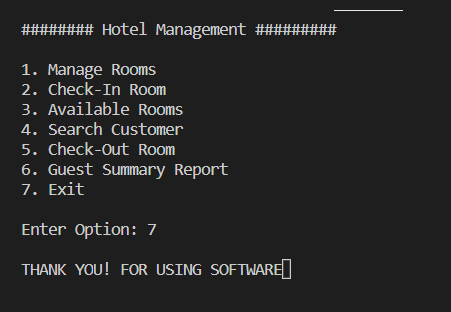 ######## Hotel Management #########
1. Manage Rooms
2. Check-In Room
3. Available Rooms
4. Search Customer
5. Check-Out Room
6. Guest Summary Report
7. Exit
Enter Option: 7
THANK YOU! FOR USING SOFTWARE